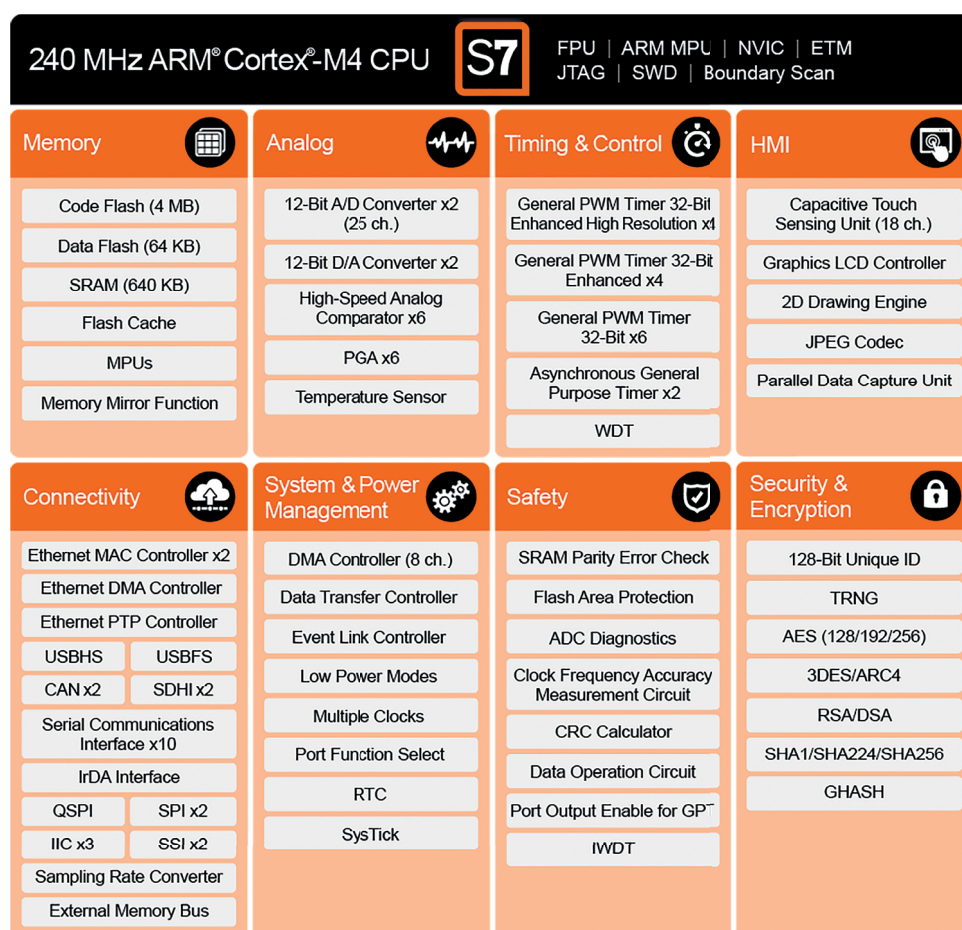 240 MHz ARM® Cortex®-M4 CPU
S7
FPU | ARM MPU | NVIC | ETM
JTAG | SWD | Boundary Scan
Memory
Code Flash (4 MB)
Data Flash (64 KB)
SRAM (640 KB)
Flash Cache
MPUs
Memory Mirror Function
Analog
12-Bit A/D Converter x2
(25 ch.)
12-Bit D/A Converter x2
High-Speed Analog
Comparator x6
PGA x6
Temperature Sensor
Timing & Control
General PWM Timer 32-Bit
Enhanced High Resolution x4
General PWM Timer 32-Bit
Enhanced x4
General PWM Timer
32-Bit x6
Asynchronous General
Purpose Timer x2
WDT
HMI
Capacitive Touch
Sensing Unit (18 ch.)
Graphics LCD Controller
2D Drawing Engine
JPEG Codec
Parallel Data Capture Unit
Connectivity
Ethernet MAC Controller x2
Ethernet DMA Controller
Ethernet PTP Controller
USBHS
USBFS
CAN x2
SDHI x2
Serial Communications
Interface x10
IrDA Interface
QSPI
SPI x2
IIC x3
SSI x2
Sampling Rate Converter
External Memory Bus
System & Power
Management
DMA Controller (8 ch.)
Data Transfer Controller
Event Link Controller
Low Power Modes
Multiple Clocks
Port Function Select
RTC
SysTick
Safety
SRAM Parity Error Check
Flash Area Protection
ADC Diagnostics
Clock Frequency Accuracy
Measurement Circuit
CRC Calculator
Data Operation Circuit
Port Output Enable for GPT
IWDT
Security &
Encryption
128-Bit Unique ID
TRNG
AES (128/192/256)
3DES/ARC4
RSA/DSA
SHA1/SHA224/SHA256
GHASH